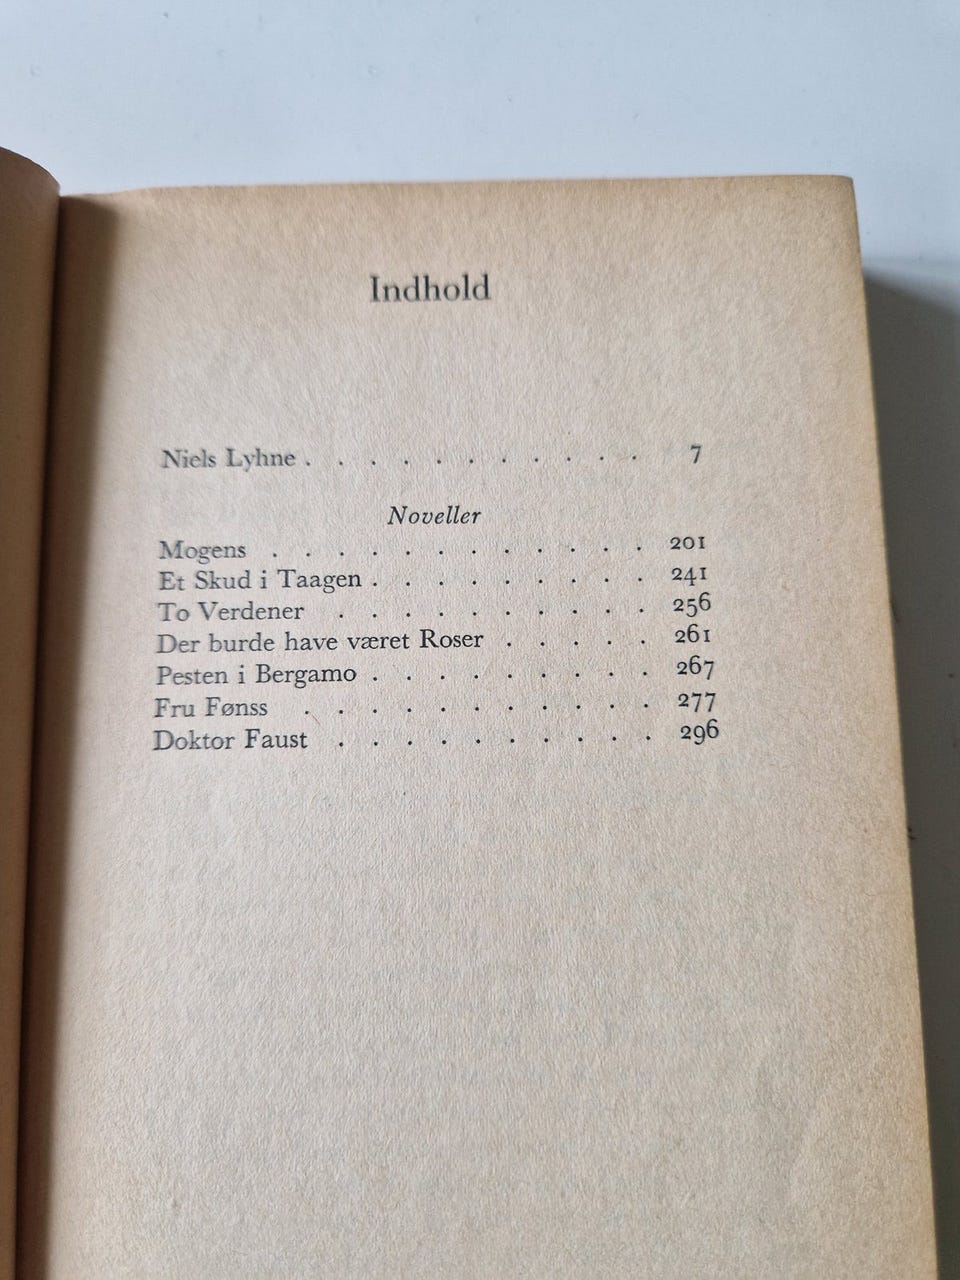 Indhold
Niels Lyhne . . . . . . . . . . . 7
Noveller
Mogens . . . . . . . . . . . . 201
Et Skud i Taagen . . . . . . . . . 241
To Verdener . . . . . . . . . . 256
Der burde have været Roser . . . . . 261
Pesten i Bergamo . . . . . . . . . 267
Fru Fønss . . . . . . . . . . . 277
Doktor Faust . . . . . . . . . . 296